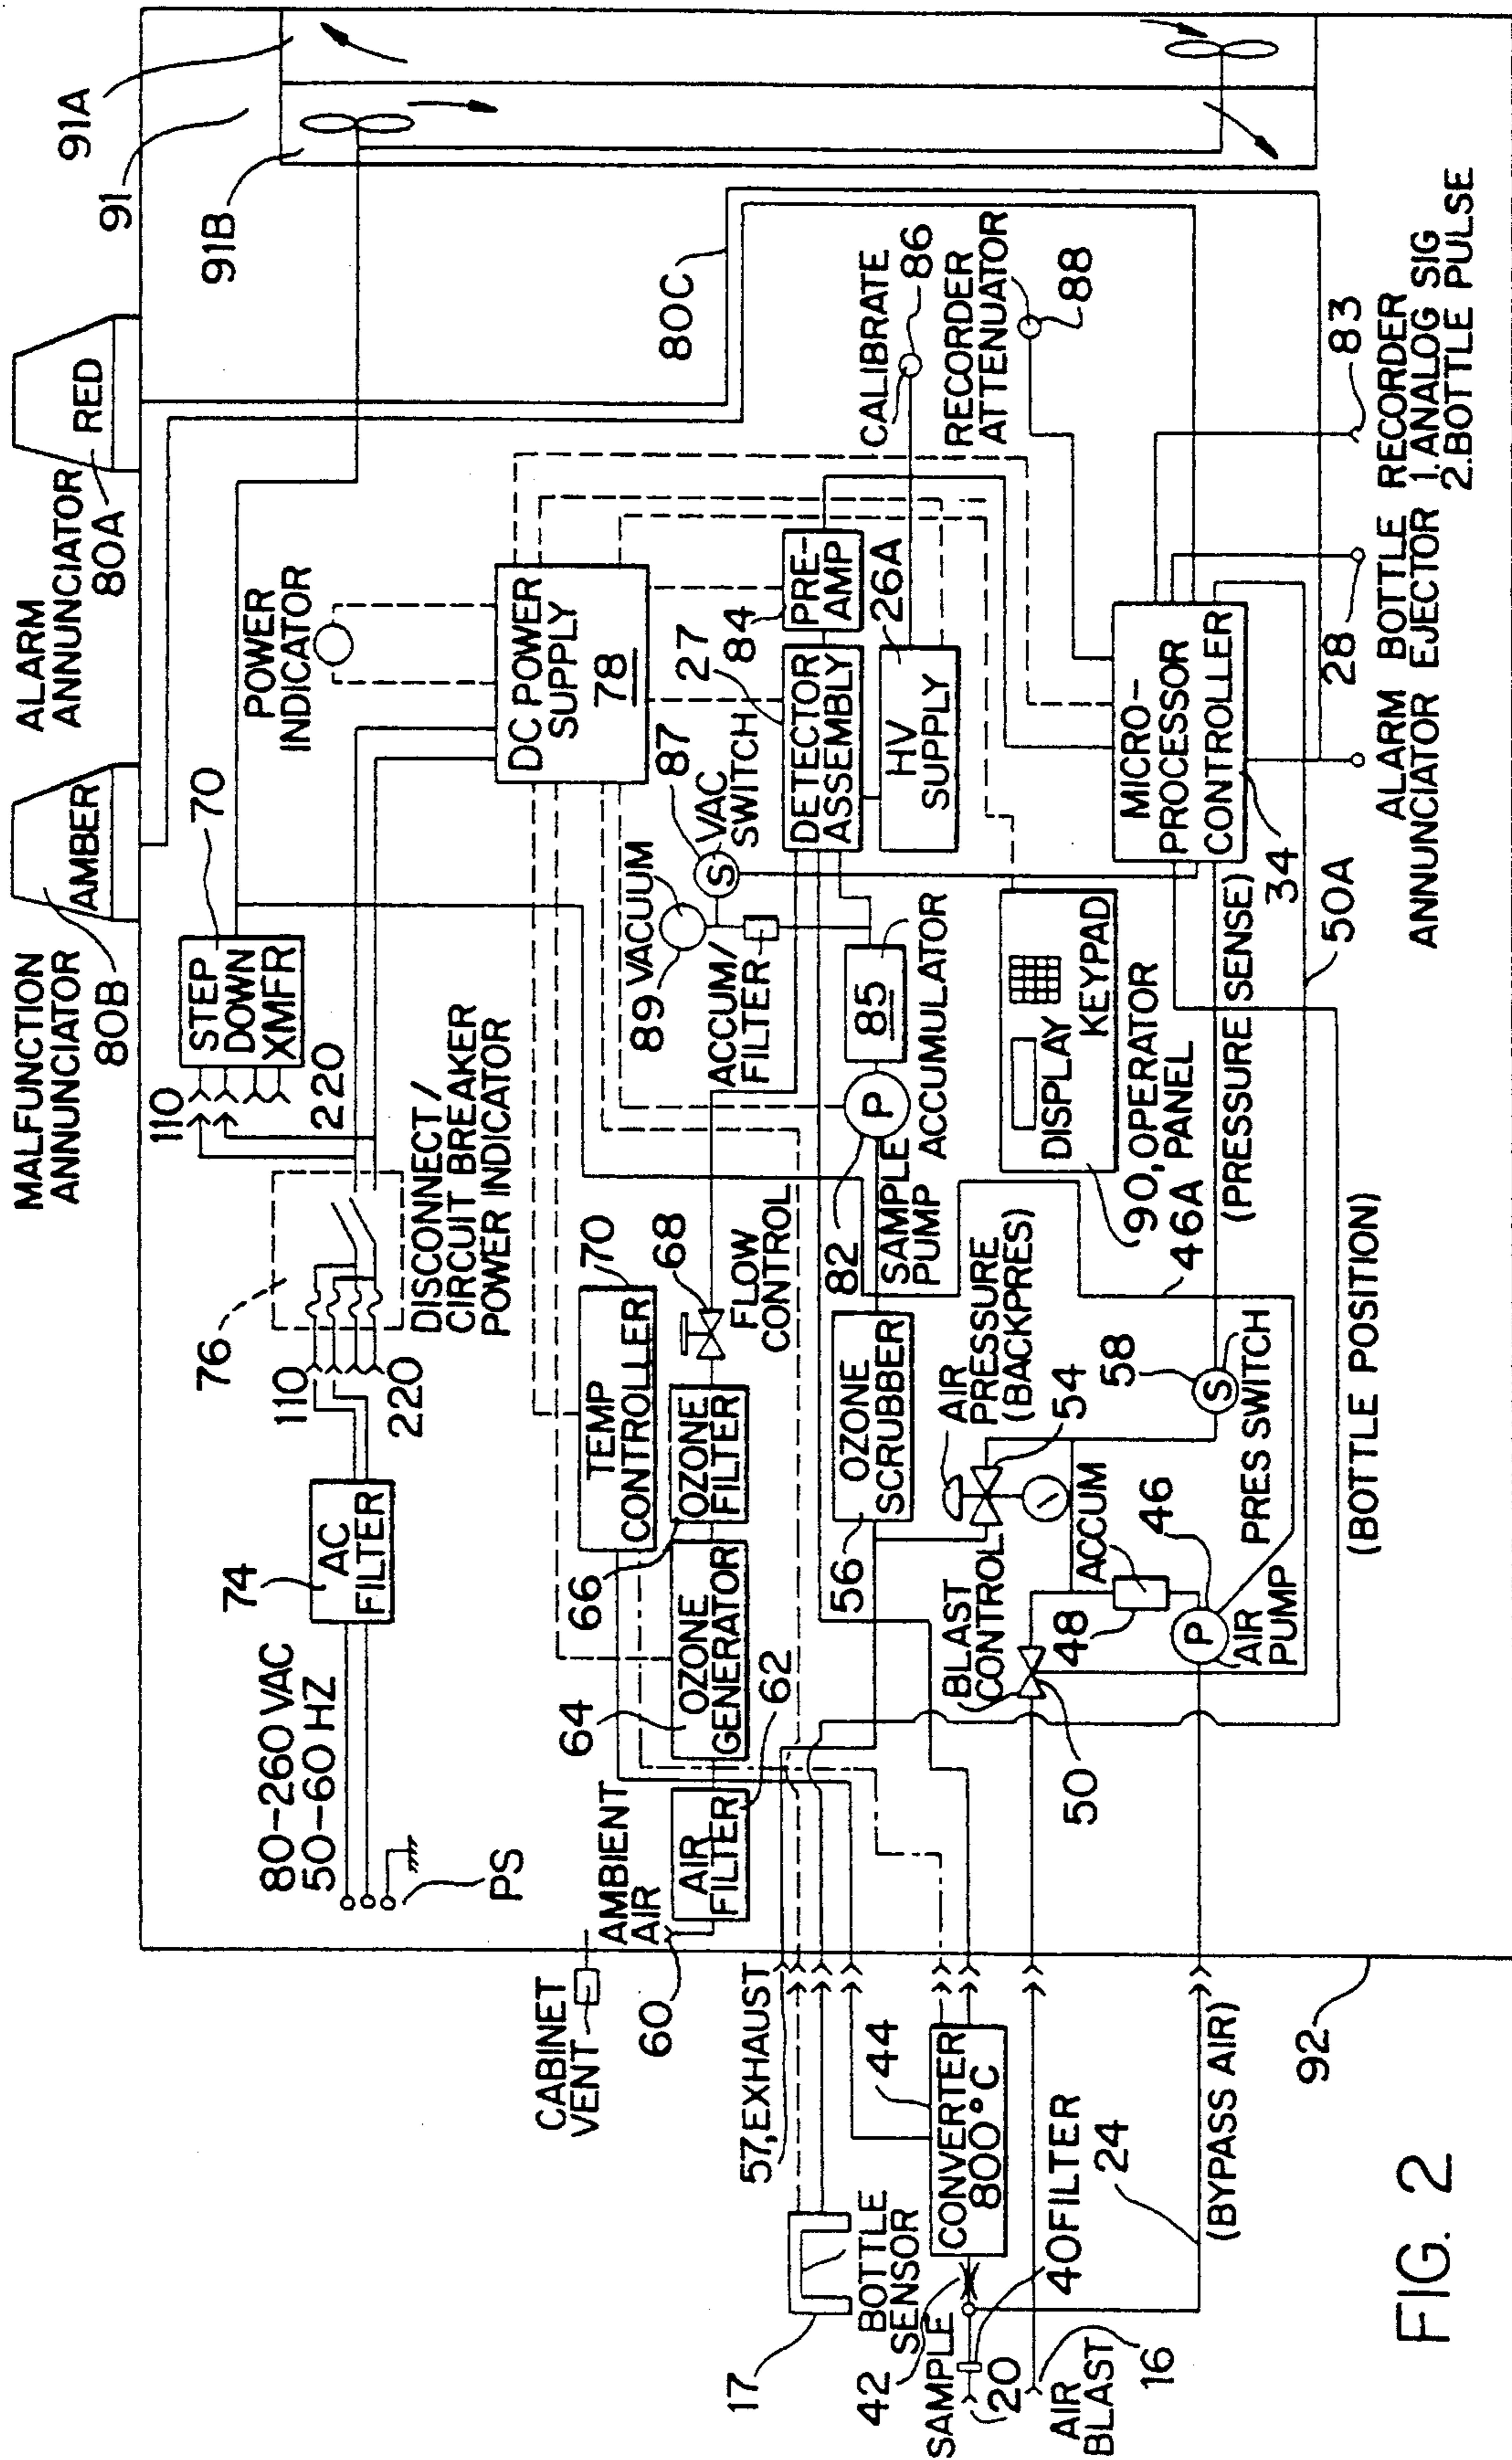 MALFUNCTION
ANNUNCIATOR
80B
AMBER
ALARM
ANNUNCIATOR
80A
RED
91
91A
91B
110
STEP
DOWN
XMFR
70
220
POWER
INDICATOR
80-260 VAC
50-60 HZ
PS
74
AC
FILTER
110
220
76
DISCONNECT/
CIRCUIT BREAKER
POWER INDICATOR
DC POWER
SUPPLY
78
80C
CABINET
VENT
60
AMBIENT
AIR
AIR
FILTER
62
64
OZONE
GENERATOR
66
OZONE
FILTER
TEMP
CONTROLLER
70
68
FLOW
CONTROL
89
VACUUM
87
VAC
SWITCH
ACCUM/
FILTER
27
DETECTOR
ASSEMBLY
84
PRE-
AMP
26A
HV
SUPPLY
CALIBRATE
86
RECORDER
ATTENUATOR
88
57, EXHAUST
56
OZONE
SCRUBBER
82
SAMPLE
PUMP
P
85
ACCUMULATOR
S
17
BOTTLE
SENSOR
44
CONVERTER
800°C
42
SAMPLE
20
40 FILTER
AIR
BLAST
16
24
(BYPASS AIR)
92
BLAST
CONTROL
50
AIR
PRESSURE
(BACKPRES)
54
ACCUM
48
46
P
AIR
PUMP
58
S
PRES SWITCH
46A
(PRESSURE SENSE)
DISPLAY
KEYPAD
90, OPERATOR
PANEL
MICRO-
PROCESSOR
CONTROLLER
34
50A
(BOTTLE POSITION)
28
83
ALARM BOTTLE RECORDER
ANNUNCIATOR EJECTOR 1. ANALOG SIG
2. BOTTLE PULSE
FIG. 2